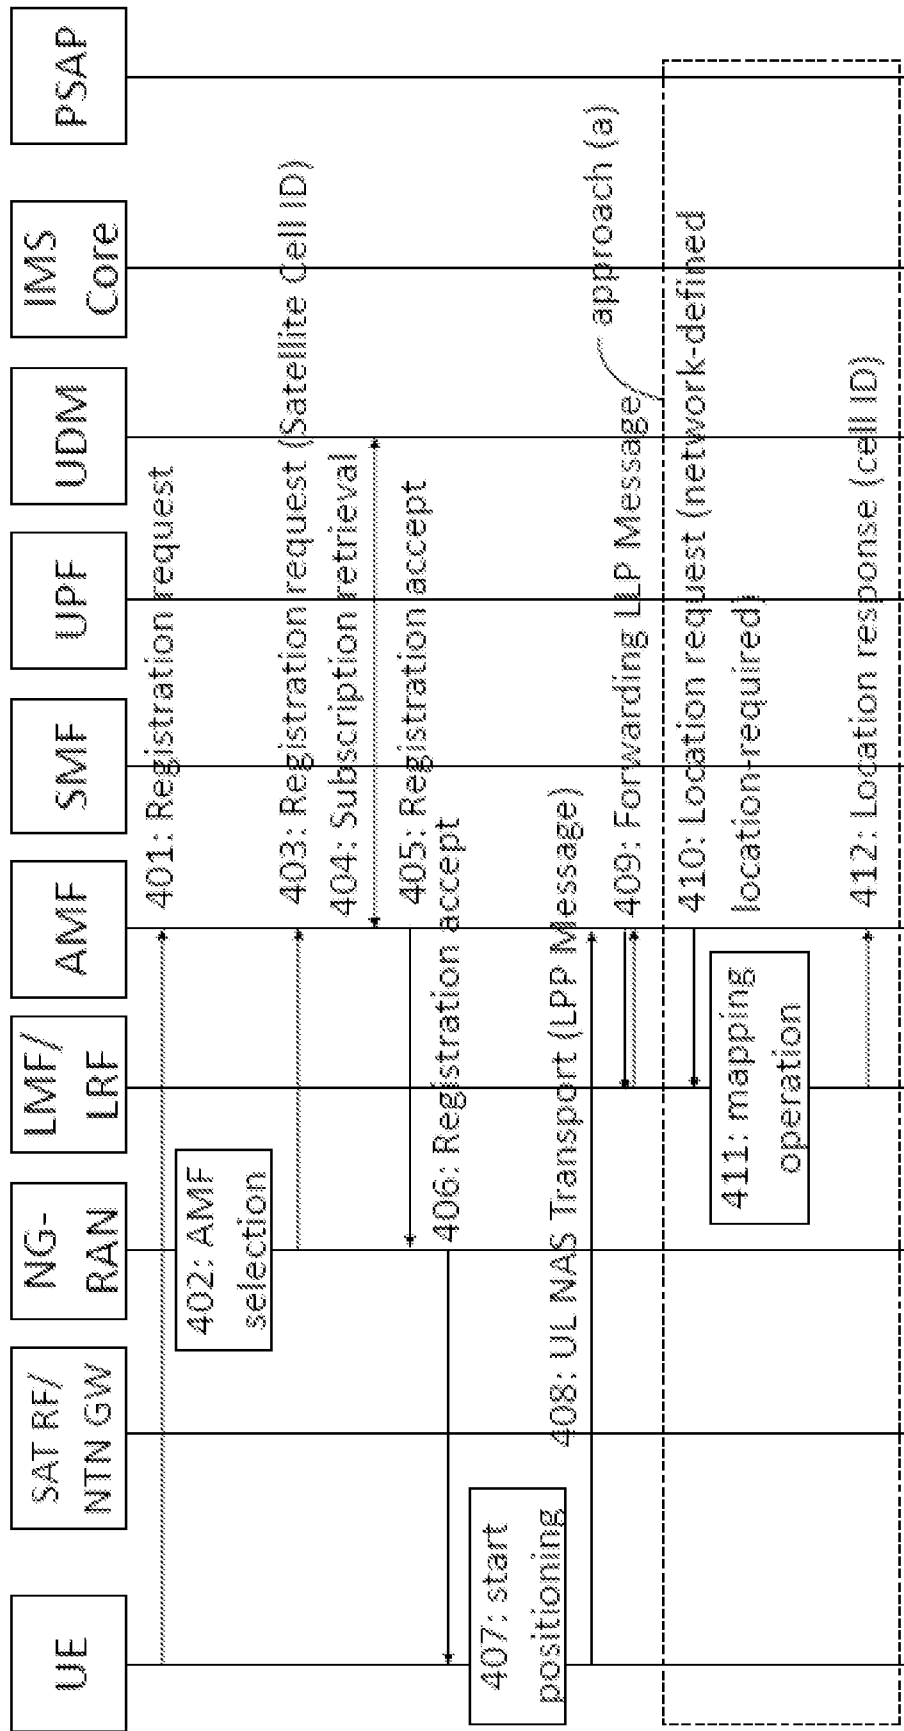 UE
SAT RF/
NTN GW
NG-
RAN
LMF/
LRF
AMF
SMF
UPF
UDM
IMS
Core
PSAP
401: Registration request
402: AMF
selection
403: Registration request (Satellite Cell ID)
404: Subscription retrieval
405: Registration accept
406: Registration accept
407: start
positioning
408: UL NAS Transport (LPP Message)
409: Forwarding LLP Message
approach (a)
410: Location request (network-defined
location-required)
411: mapping
operation
412: Location response (cell ID)